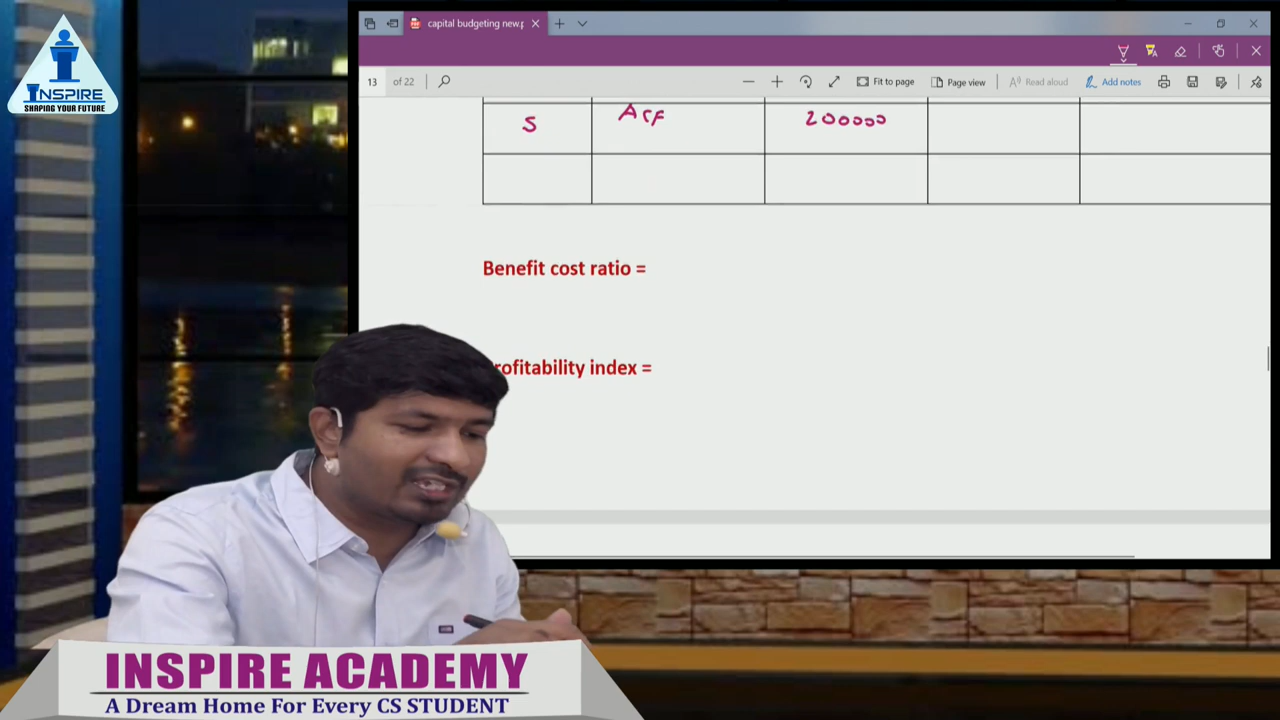 INSPIRE
SHAPING YOUR FUTURE
capital budgeting new.p
13 of 22
Fit to page
Page view
Read aloud
Add notes
5 ACF 200000
Benefit cost ratio =
rofitability index =
INSPIRE ACADEMY
A Dream Home For Every CS STUDENT